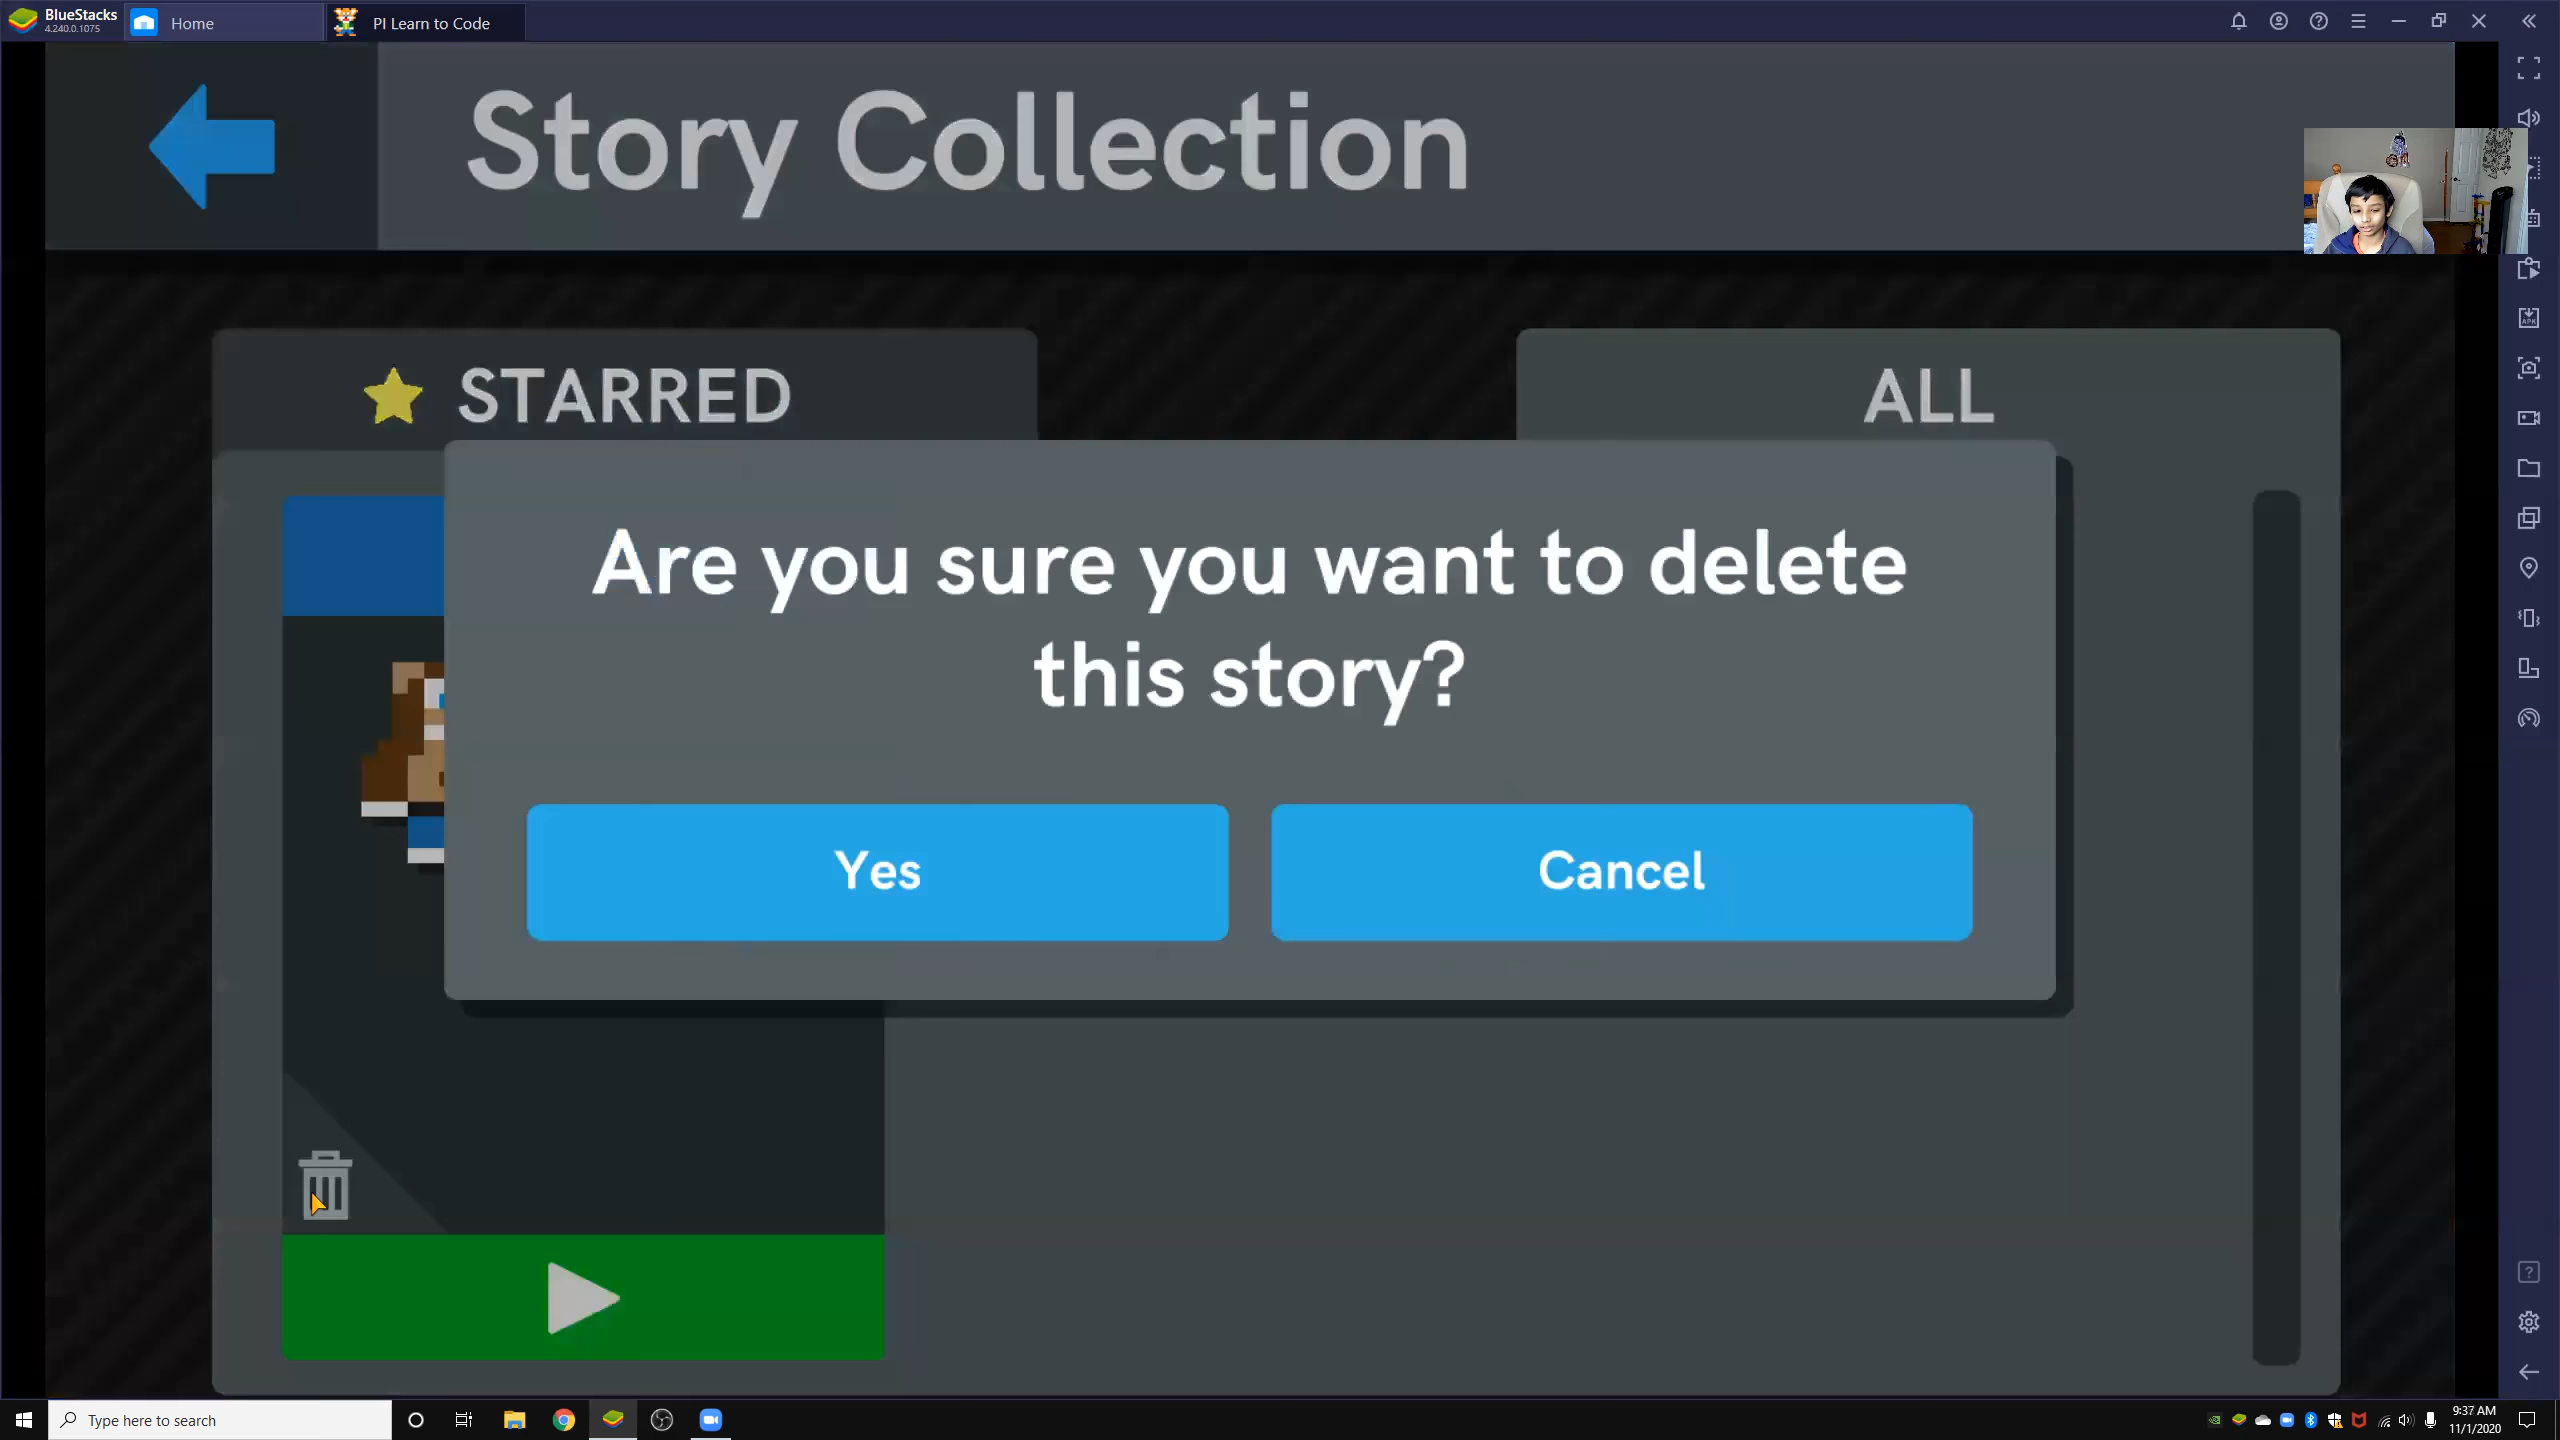 BlueStacks
4.240.0.1075
Home
PI Learn to Code
Story Collection
STARRED
ALL
Are you sure you want to delete
this story?
Yes
Cancel
Type here to search
9:37 AM
11/1/2020